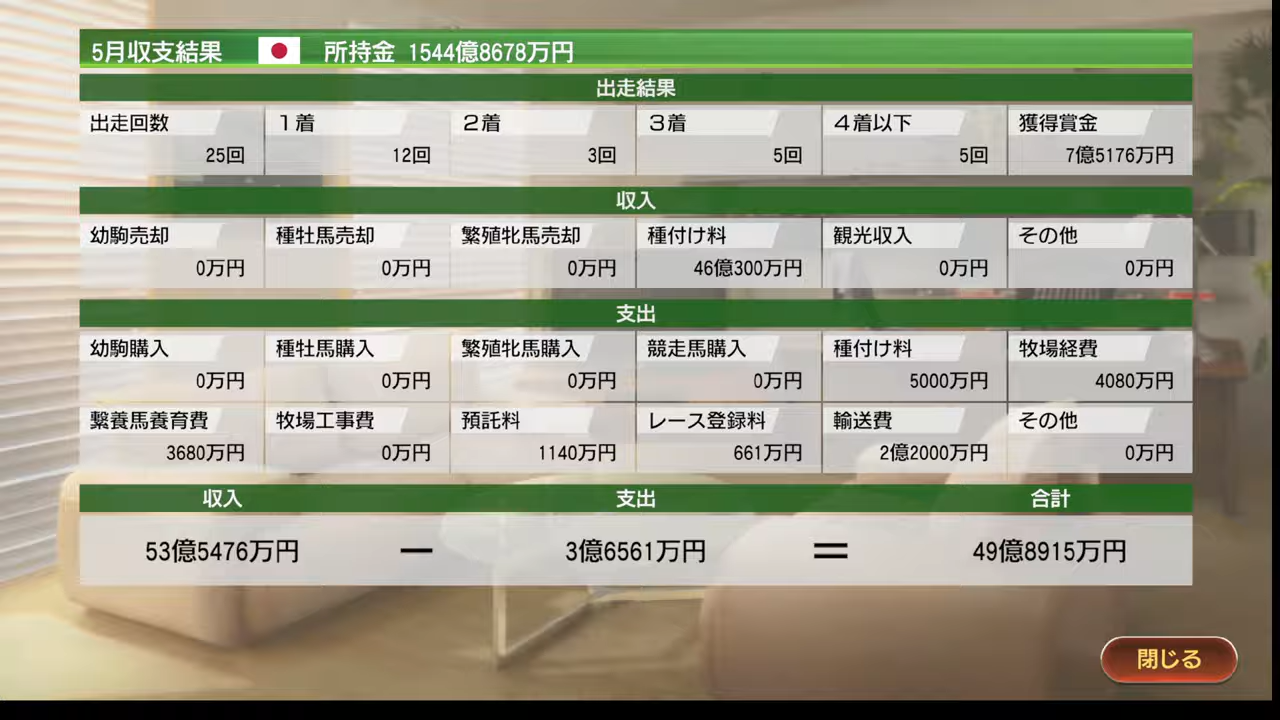 5月収支結果 所持金 1544億8678万円
出走結果
出走回数 1着 2着 3着 4着以下 獲得賞金
25回 12回 3回 5回 5回 7億5176万円
収入
幼駒売却 種牡馬売却 繁殖牝馬売却 種付け料 観光収入 その他
0万円 0万円 0万円 46億300万円 0万円 0万円
支出
幼駒購入 種牡馬購入 繁殖牝馬購入 競走馬購入 種付け料 牧場経費
0万円 0万円 0万円 0万円 5000万円 4080万円
繋養馬養育費 牧場工事費 預託料 レース登録料 輸送費 その他
3680万円 0万円 1140万円 661万円 2億2000万円 0万円
収入 支出 合計
53億5476万円 ー 3億6561万円 = 49億8915万円
閉じる